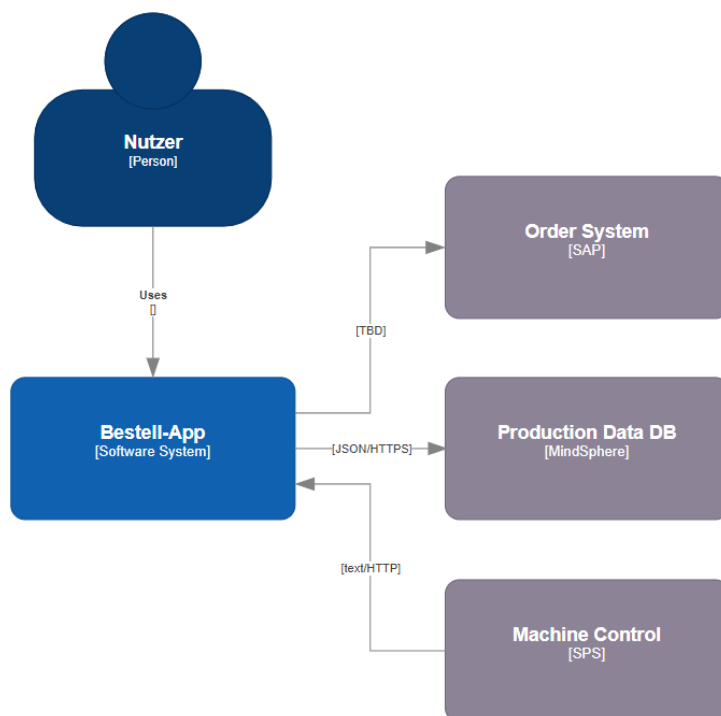 Nutzer
[Person]
Uses
[]
Order System
[SAP]
[TBD]
Bestell-App
[Software System]
[JSON/HTTPS]
Production Data DB
[MindSphere]
[text/HTTP]
Machine Control
[SPS]